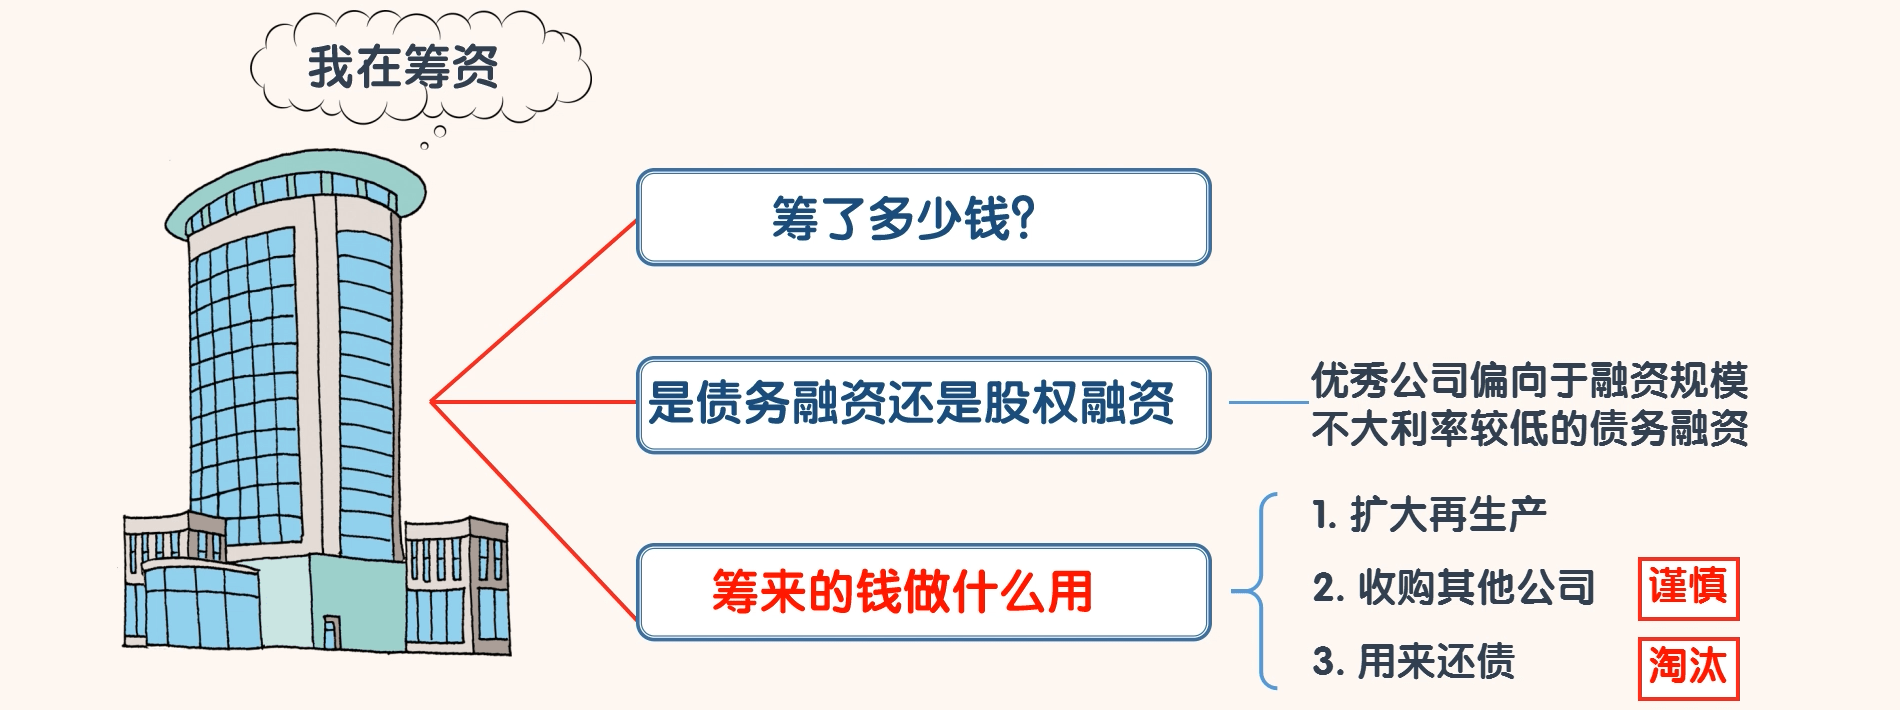 我在筹资
筹了多少钱?
是债务融资还是股权融资
优秀公司偏向于融资规模
不大利率较低的债务融资
筹来的钱做什么用
1. 扩大再生产
2. 收购其他公司 谨慎
3. 用来还债 淘汰